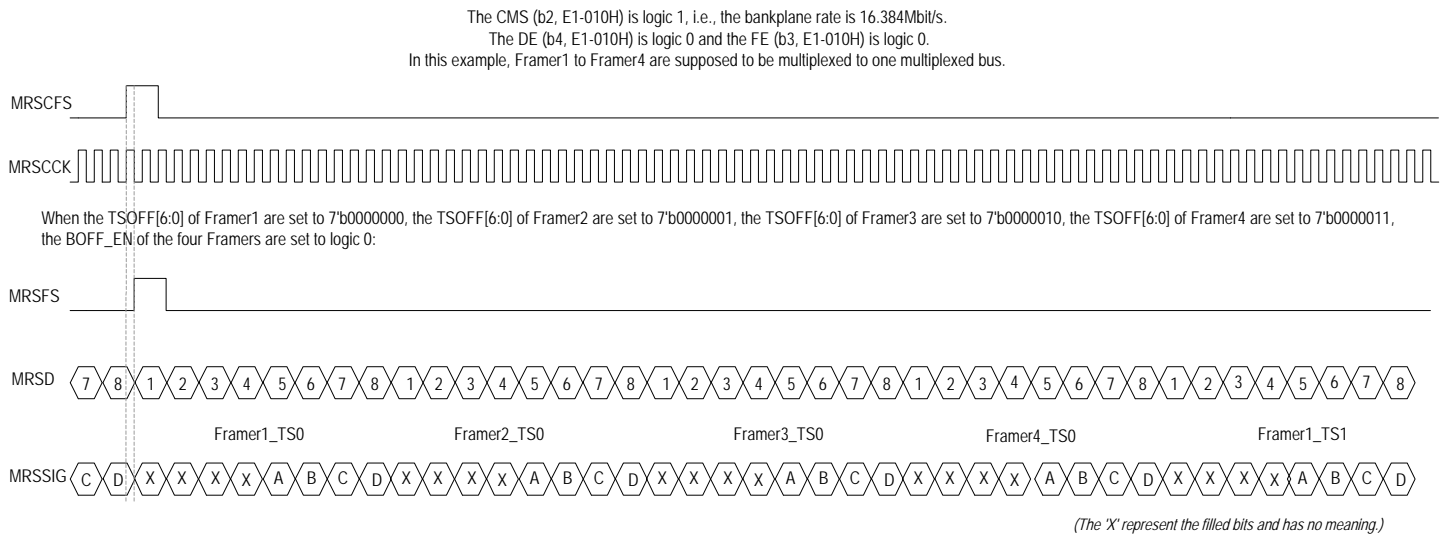 The CMS (b2, E1-010H) is logic 1, i.e., the bankplane rate is 16.384Mbit/s.
The DE (b4, E1-010H) is logic 0 and the FE (b3, E1-010H) is logic 0.
In this example, Framer1 to Framer4 are supposed to be multiplexed to one multiplexed bus.
MRSCFS
MRSCCK
When the TSOFF[6:0] of Framer1 are set to 7'b0000000, the TSOFF[6:0] of Framer2 are set to 7'b0000001, the TSOFF[6:0] of Framer3 are set to 7'b0000010, the TSOFF[6:0] of Framer4 are set to 7'b0000011,
the BOFF_EN of the four Framers are set to logic 0:
MRSFS
MRSD 7 8 1 2 3 4 5 6 7 8 1 2 3 4 5 6 7 8 1 2 3 4 5 6 7 8 1 2 3 4 5 6 7 8 1 2 3 4 5 6 7 8
Framer1_TS0 Framer2_TS0 Framer3_TS0 Framer4_TS0 Framer1_TS1
MRSSIG C D X X X X A B C D X X X X A B C D X X X X A B C D X X X X A B C D X X X X A B C D
(The 'X' represent the filled bits and has no meaning.)